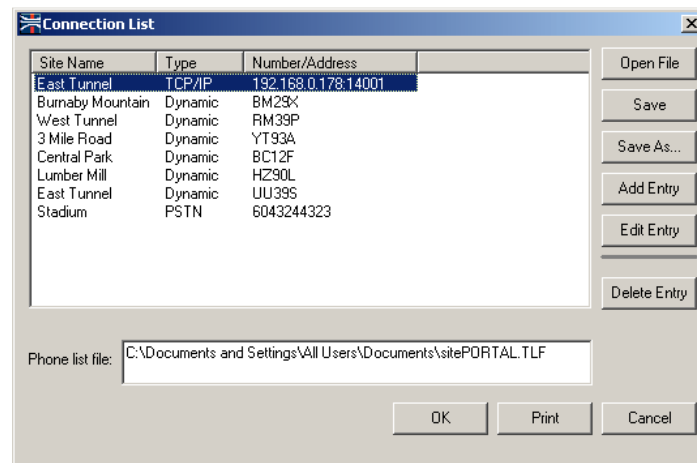 Connection List
Site Name Type Number/Address
East Tunnel TCP/IP 192.168.0.178:14001
Burnaby Mountain Dynamic BM29X
West Tunnel Dynamic RM39P
3 Mile Road Dynamic YT93A
Central Park Dynamic BC12F
Lumber Mill Dynamic HZ90L
East Tunnel Dynamic UU39S
Stadium PSTN 6043244323
Open File
Save
Save As...
Add Entry
Edit Entry
Delete Entry
Phone list file: C:\Documents and Settings\All Users\Documents\sitePORTAL.TLF
OK Print Cancel